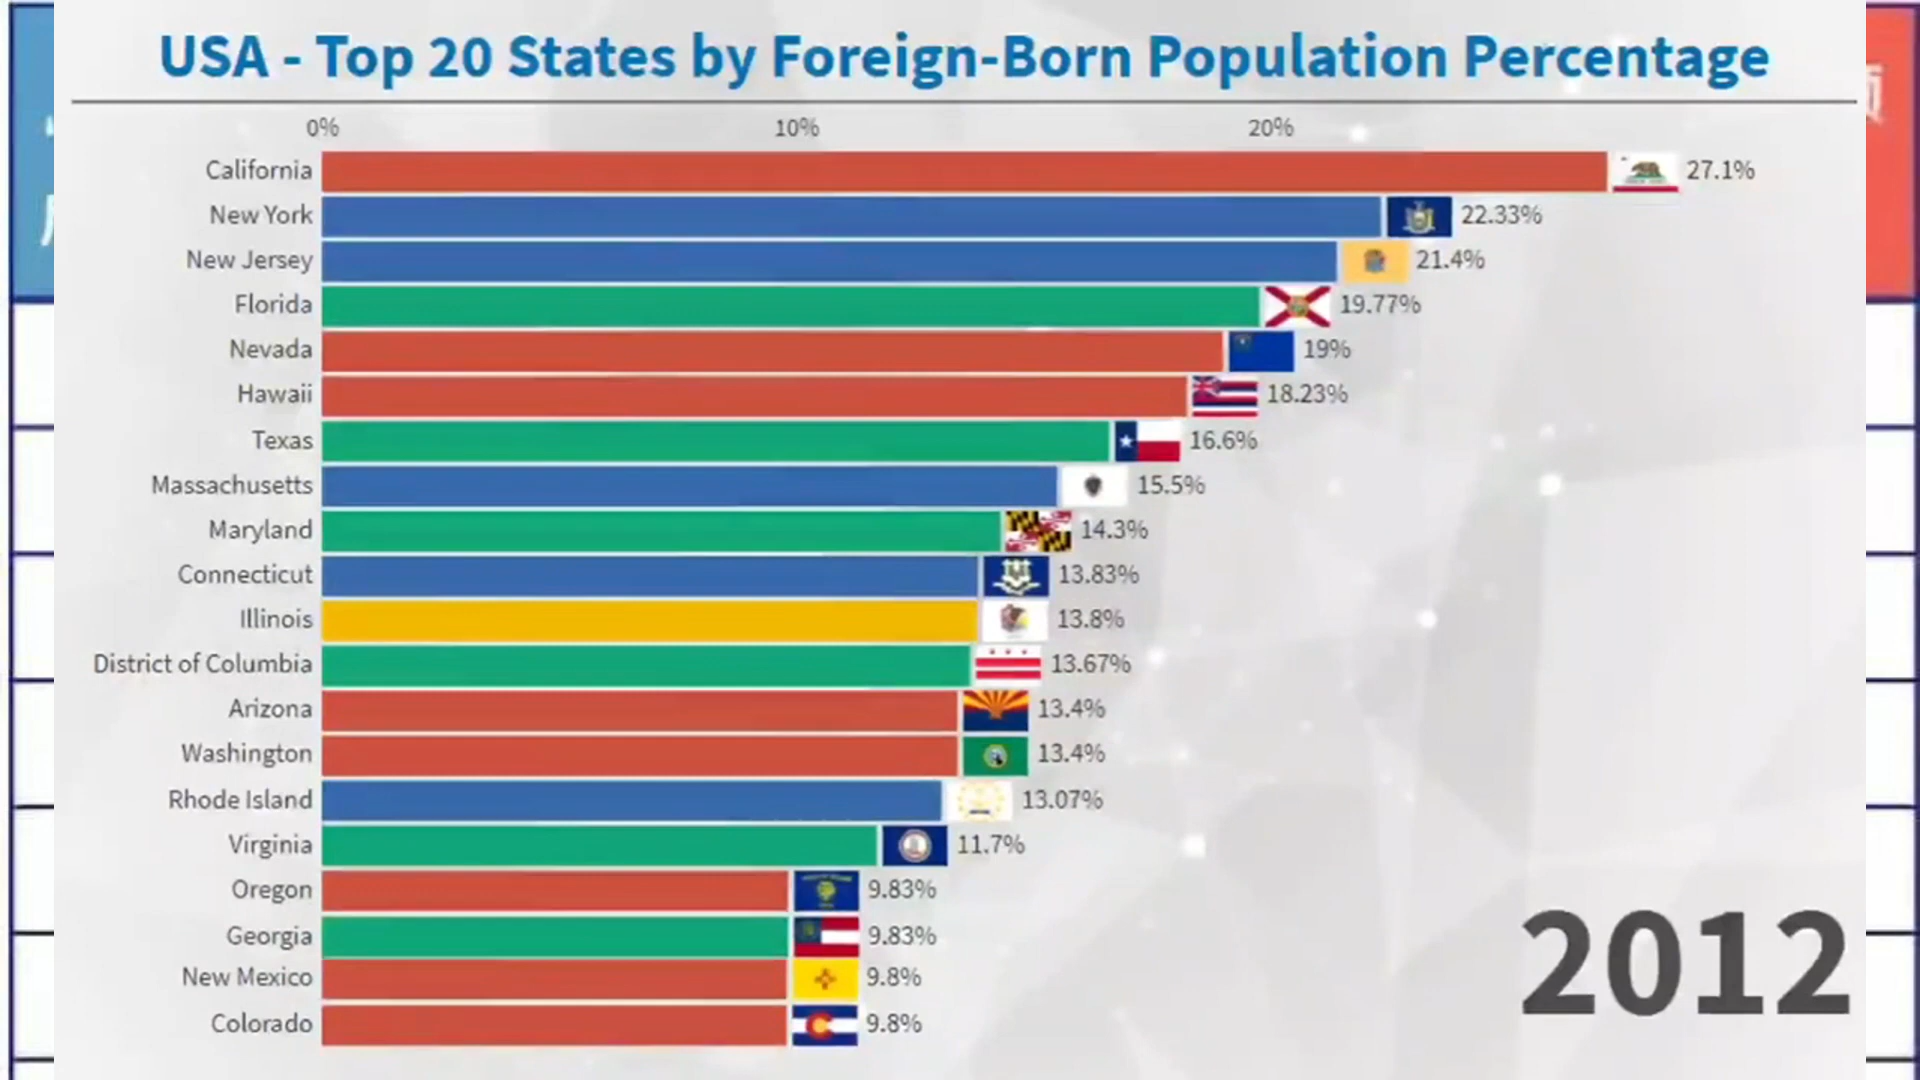 USA - Top 20 States by Foreign-Born Population Percentage
0% 10% 20%
California 27.1%
New York 22.33%
New Jersey 21.4%
Florida 19.77%
Nevada 19%
Hawaii 18.23%
Texas 16.6%
Massachusetts 15.5%
Maryland 14.3%
Connecticut 13.83%
Illinois 13.8%
District of Columbia 13.67%
Arizona 13.4%
Washington 13.4%
Rhode Island 13.07%
Virginia 11.7%
Oregon 9.83%
Georgia 9.83%
New Mexico 9.8%
Colorado 9.8%
2012